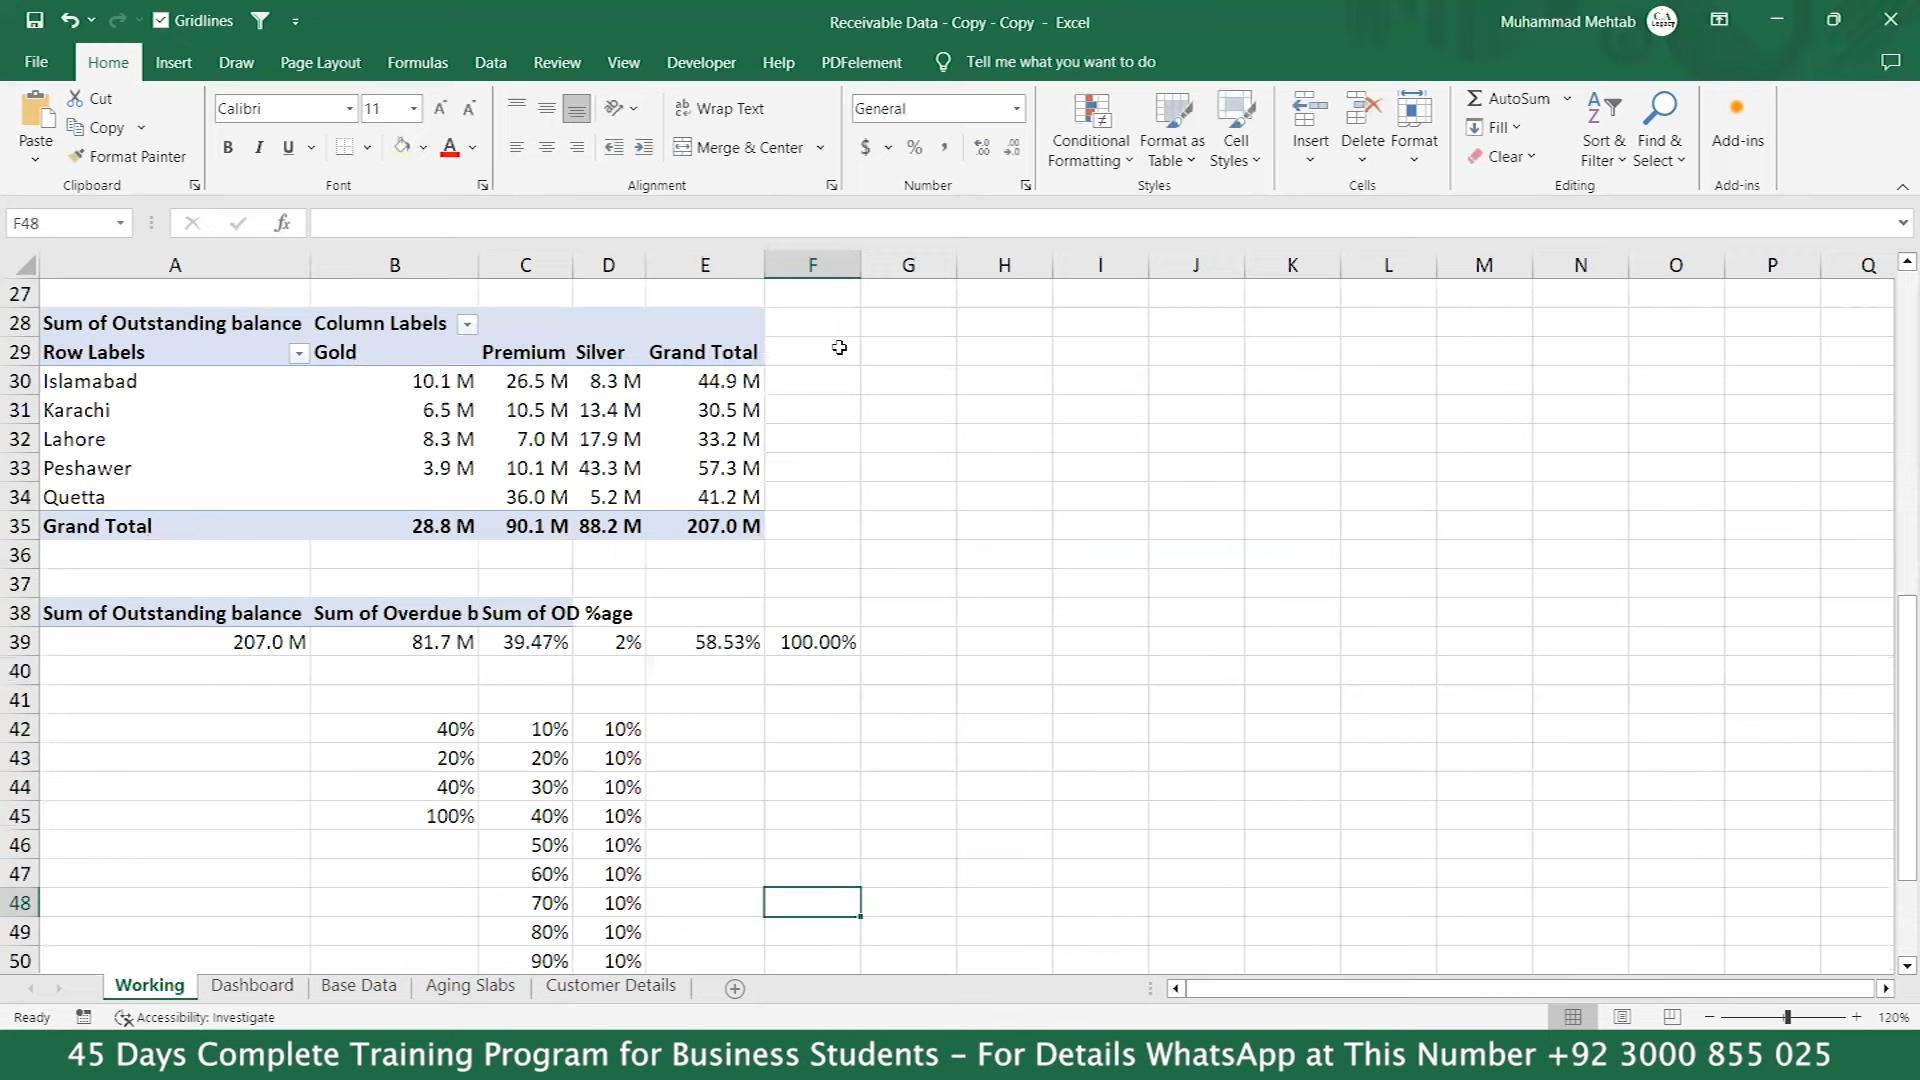 Gridlines
Receivable Data - Copy - Copy - Excel
Muhammad Mehtab
File Home Insert Draw Page Layout Formulas Data Review View Developer Help PDFelement Tell me what you want to do
Paste
Cut
Copy
Format Painter
Clipboard
Calibri 11
B I U
Font
Wrap Text
Merge & Center
Alignment
General
$ % ,
Number
Conditional Formatting
Format as Table
Cell Styles
Styles
Insert Delete Format
Cells
AutoSum
Fill
Clear
Sort & Filter
Find & Select
Editing
Add-ins
Add-ins
F48 fx
A B C D E F G H I J K L M N O P Q
27
28 Sum of Outstanding balance Column Labels
29 Row Labels Gold Premium Silver Grand Total
30 Islamabad 10.1 M 26.5 M 8.3 M 44.9 M
31 Karachi 6.5 M 10.5 M 13.4 M 30.5 M
32 Lahore 8.3 M 7.0 M 17.9 M 33.2 M
33 Peshawer 3.9 M 10.1 M 43.3 M 57.3 M
34 Quetta 36.0 M 5.2 M 41.2 M
35 Grand Total 28.8 M 90.1 M 88.2 M 207.0 M
36
37
38 Sum of Outstanding balance Sum of Overdue b Sum of OD %age
39 207.0 M 81.7 M 39.47% 2% 58.53% 100.00%
40
41
42 40% 10% 10%
43 20% 20% 10%
44 40% 30% 10%
45 100% 40% 10%
46 50% 10%
47 60% 10%
48 70% 10%
49 80% 10%
50 90% 10%
Working Dashboard Base Data Aging Slabs Customer Details
Ready Accessibility: Investigate 120%
45 Days Complete Training Program for Business Students – For Details WhatsApp at This Number +92 3000 855 025